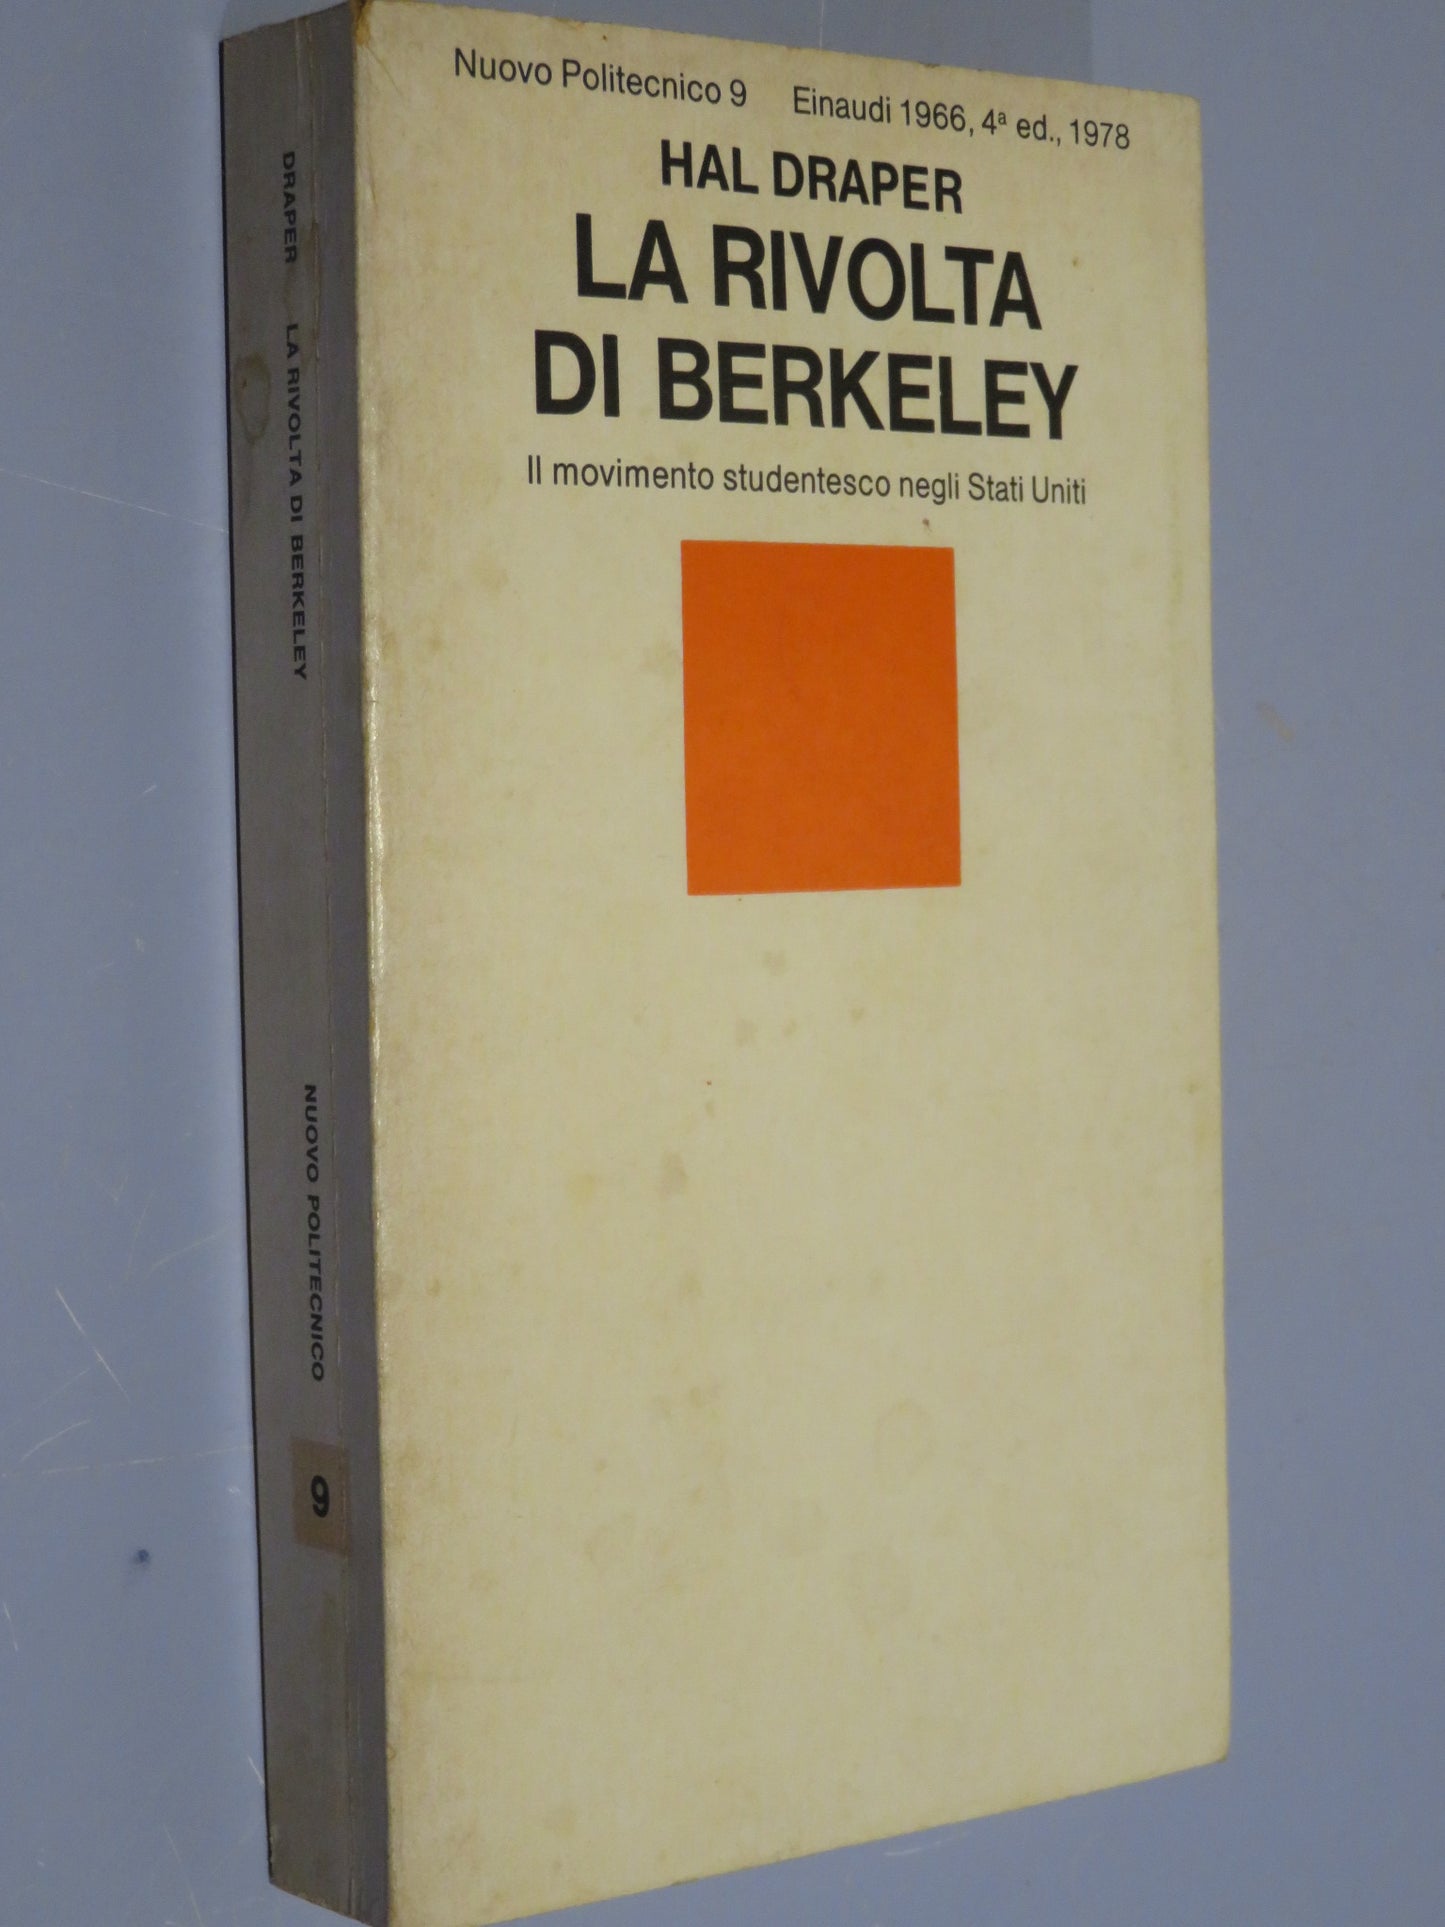 Nuovo Politecnico 9 Einaudi 1966, 4ª ed., 1978
HAL DRAPER
LA RIVOLTA
DI BERKELEY
Il movimento studentesco negli Stati Uniti
DRAPER LA RIVOLTA DI BERKELEY NUOVO POLITECNICO 9